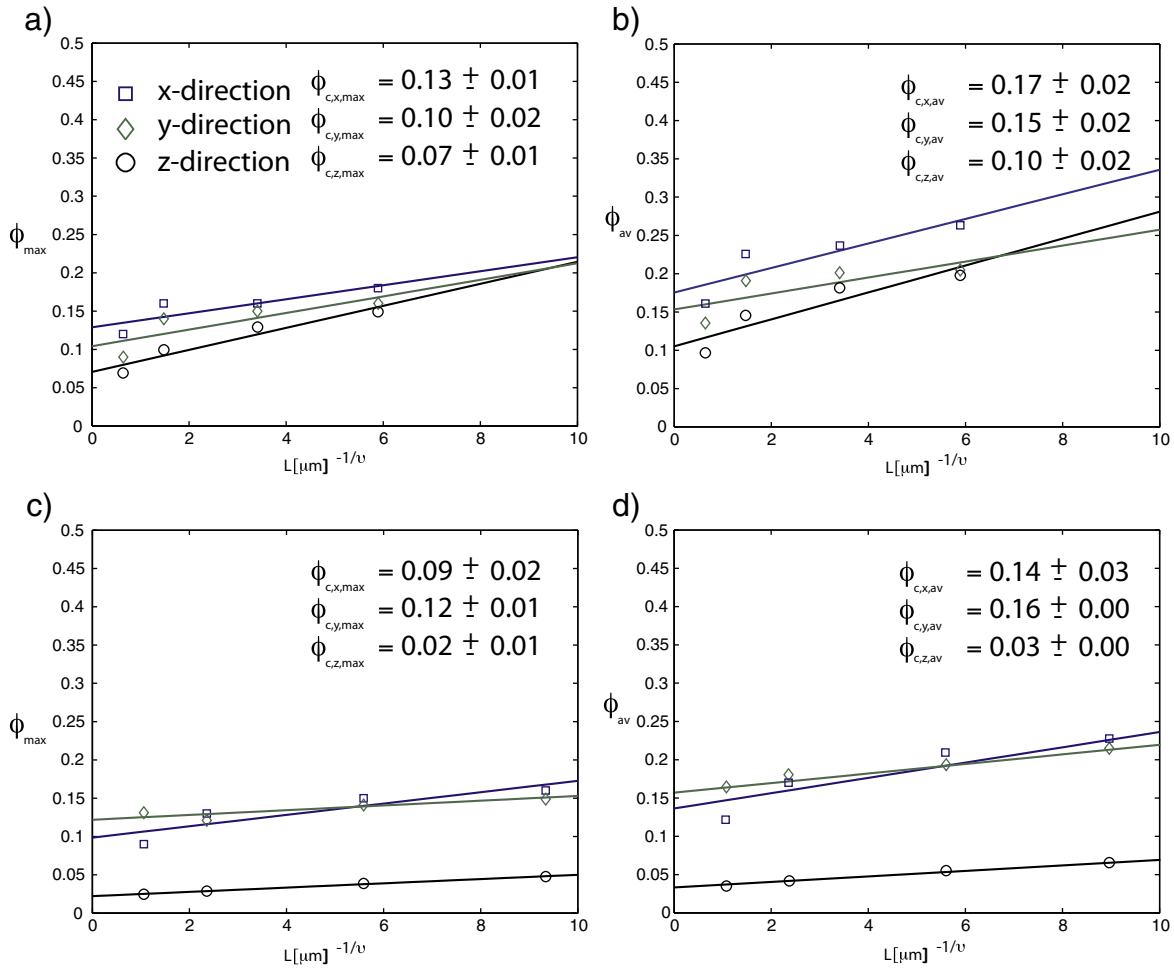 a)
0.5
0.45
0.4
0.35
0.3
0.25
0.2
0.15
0.1
0.05
0
ϕmax
x-direction
y-direction
z-direction
ϕc,x,max = 0.13 ± 0.01
ϕc,y,max = 0.10 ± 0.02
ϕc,z,max = 0.07 ± 0.01
0 2 4 6 8 10
L[μm] -1/υ
b)
0.5
0.45
0.4
0.35
0.3
0.25
0.2
0.15
0.1
0.05
0
ϕav
ϕc,x,av = 0.17 ± 0.02
ϕc,y,av = 0.15 ± 0.02
ϕc,z,av = 0.10 ± 0.02
0 2 4 6 8 10
L[μm] -1/υ
c)
0.5
0.45
0.4
0.35
0.3
0.25
0.2
0.15
0.1
0.05
0
ϕmax
ϕc,x,max = 0.09 ± 0.02
ϕc,y,max = 0.12 ± 0.01
ϕc,z,max = 0.02 ± 0.01
0 2 4 6 8 10
L[μm] -1/υ
d)
0.5
0.45
0.4
0.35
0.3
0.25
0.2
0.15
0.1
0.05
0
ϕav
ϕc,x,av = 0.14 ± 0.03
ϕc,y,av = 0.16 ± 0.00
ϕc,z,av = 0.03 ± 0.00
0 2 4 6 8 10
L[μm] -1/υ